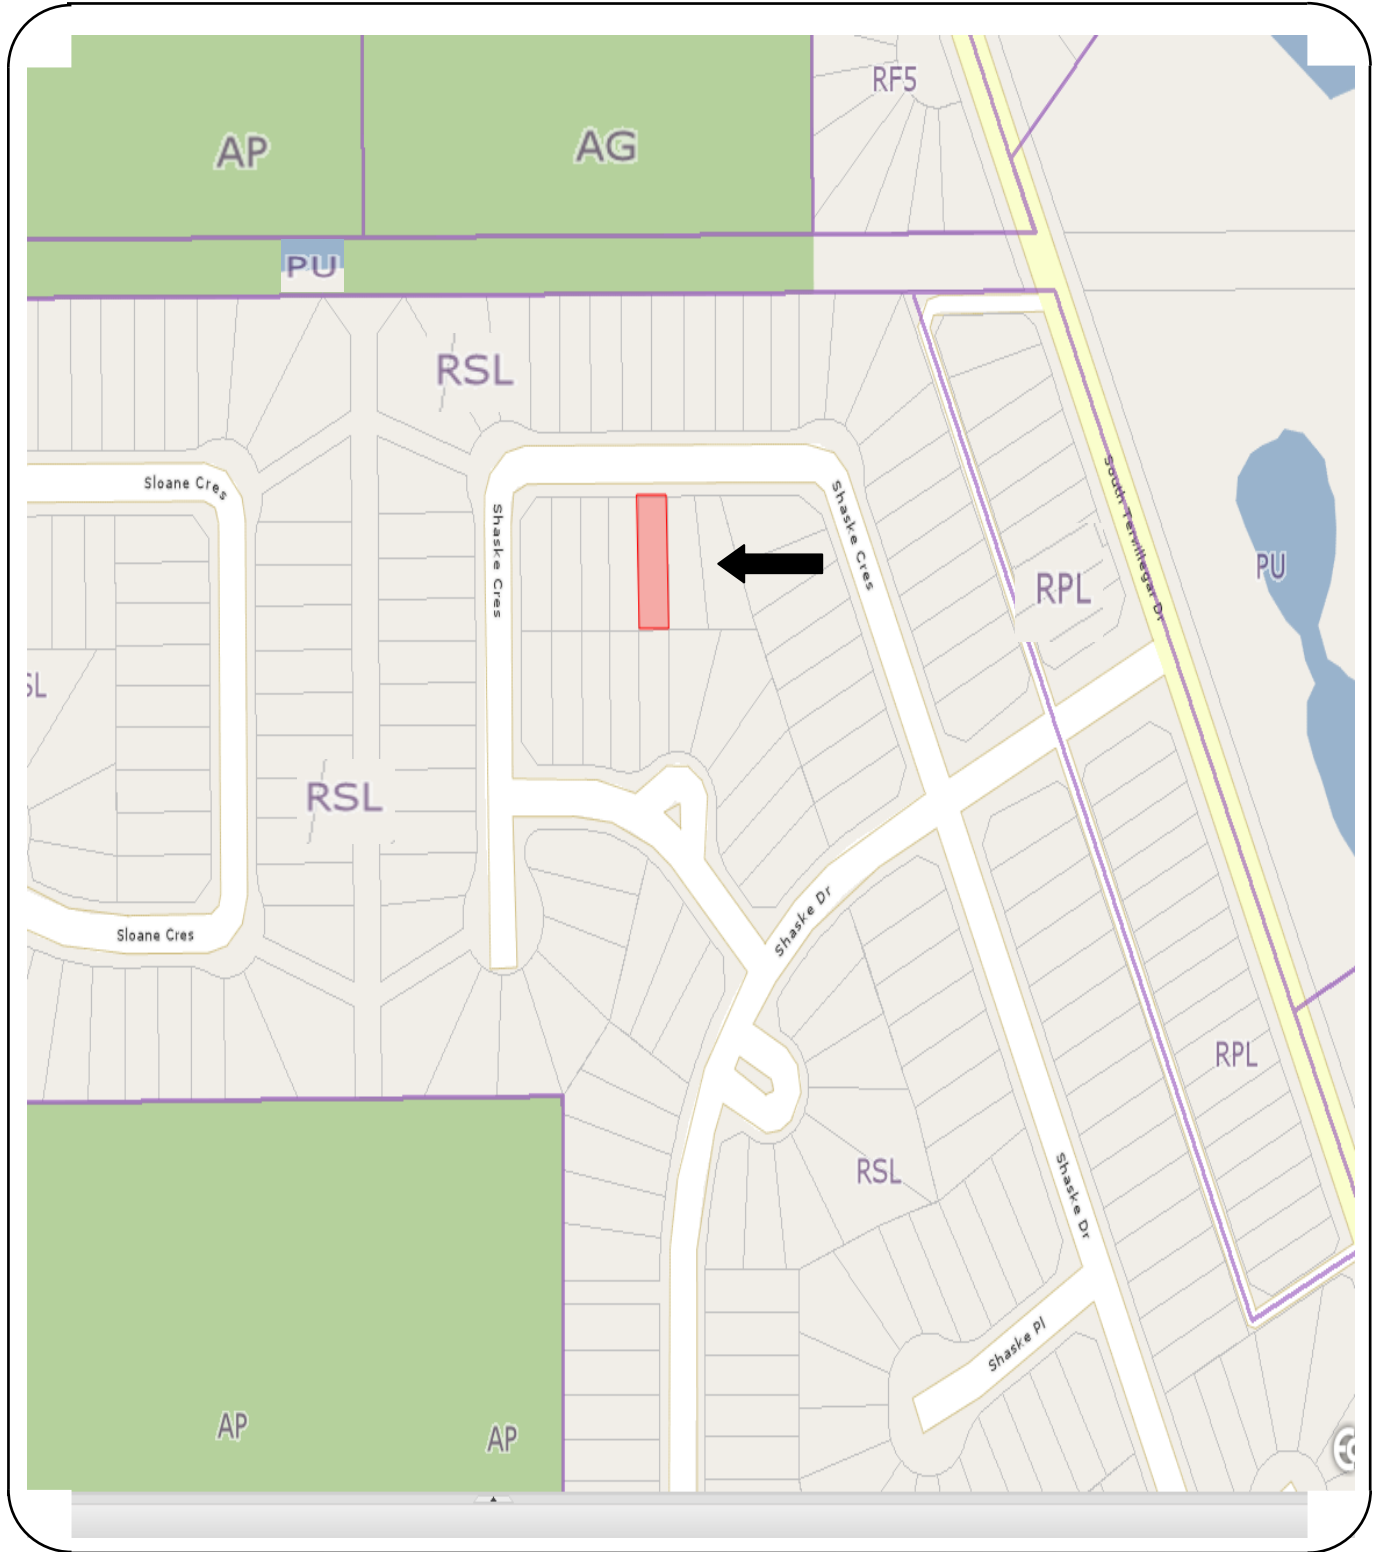 RF5
AP
AG
PU
RSL
Sloane Cres
Shaske Cres
Shaske Cres
South Terwillegar Dr
RPL
PU
SL
RSL
Shaske Dr
Sloane Cres
RPL
RSL
Shaske Dr
Shaske Pl
AP
AP